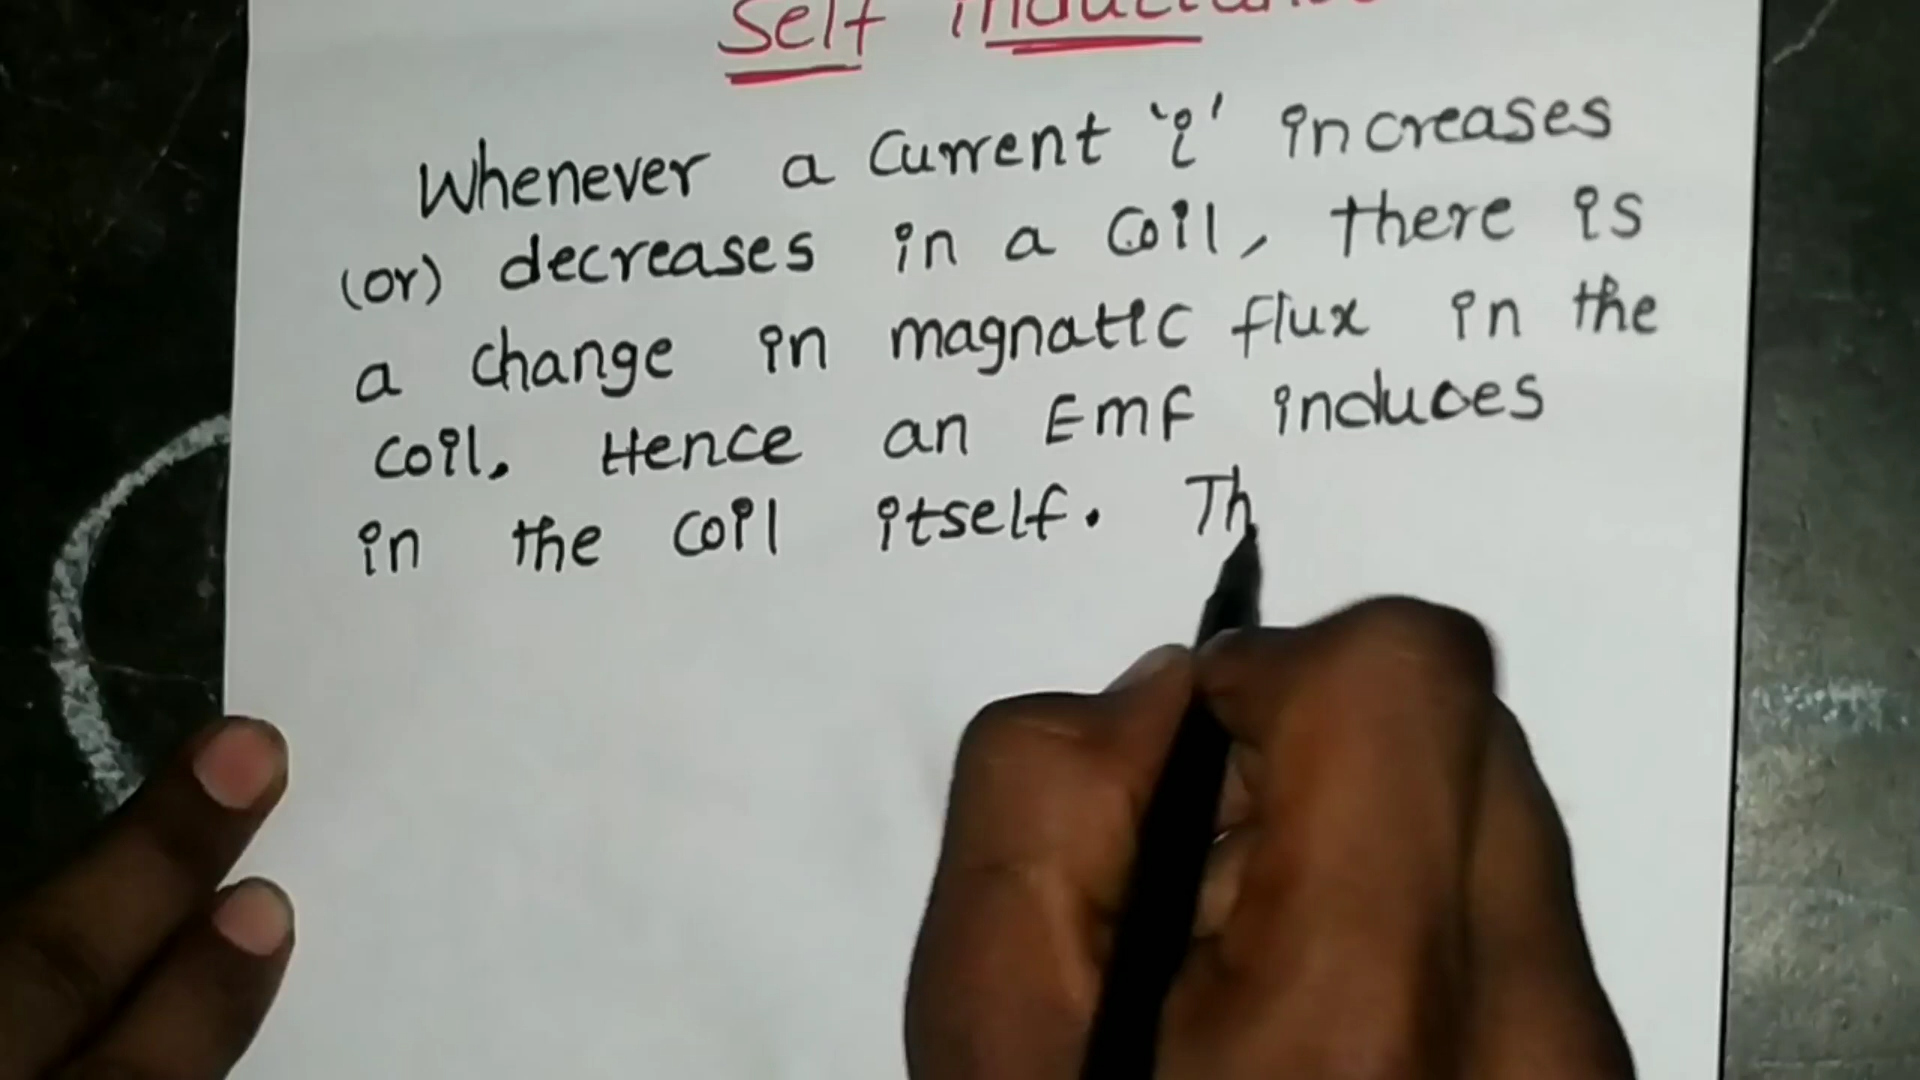 Self inductance
Whenever a current 'i' increases
(or) decreases in a coil, there is
a change in magnatic flux in the
coil. Hence an EmF induces
in the coil itself. Th